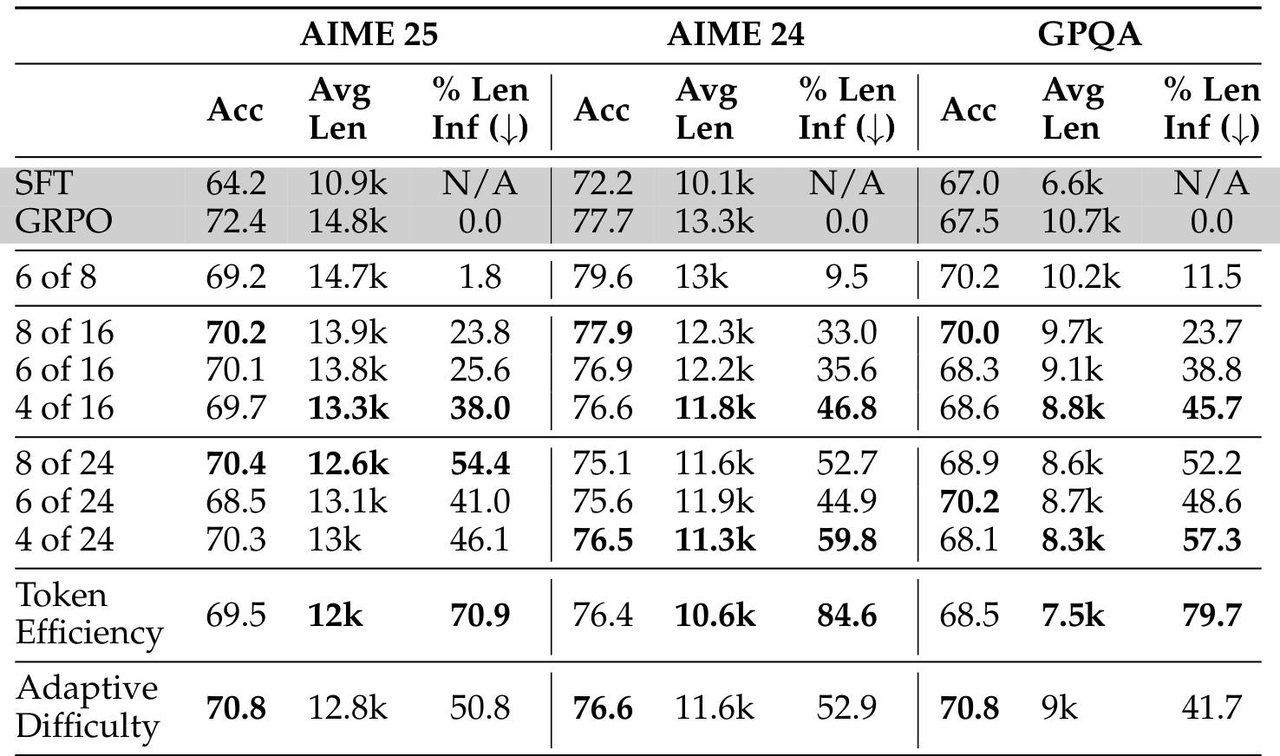 AIME 25 AIME 24 GPQA
Acc Avg Len % Len Inf (↓) Acc Avg Len % Len Inf (↓) Acc Avg Len % Len Inf (↓)
SFT 64.2 10.9k N/A 72.2 10.1k N/A 67.0 6.6k N/A
GRPO 72.4 14.8k 0.0 77.7 13.3k 0.0 67.5 10.7k 0.0
6 of 8 69.2 14.7k 1.8 79.6 13k 9.5 70.2 10.2k 11.5
8 of 16 70.2 13.9k 23.8 77.9 12.3k 33.0 70.0 9.7k 23.7
6 of 16 70.1 13.8k 25.6 76.9 12.2k 35.6 68.3 9.1k 38.8
4 of 16 69.7 13.3k 38.0 76.6 11.8k 46.8 68.6 8.8k 45.7
8 of 24 70.4 12.6k 54.4 75.1 11.6k 52.7 68.9 8.6k 52.2
6 of 24 68.5 13.1k 41.0 75.6 11.9k 44.9 70.2 8.7k 48.6
4 of 24 70.3 13k 46.1 76.5 11.3k 59.8 68.1 8.3k 57.3
Token Efficiency 69.5 12k 70.9 76.4 10.6k 84.6 68.5 7.5k 79.7
Adaptive Difficulty 70.8 12.8k 50.8 76.6 11.6k 52.9 70.8 9k 41.7